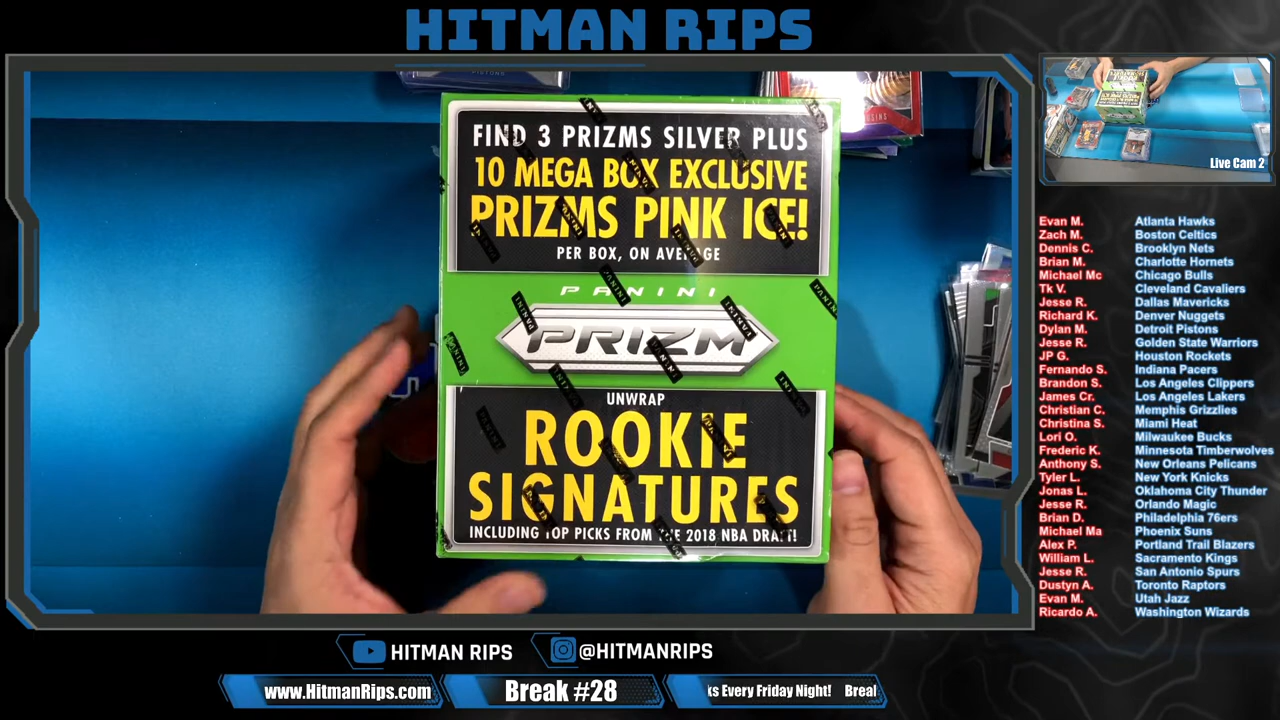 HITMAN RIPS
PISTONS
FIND 3 PRIZMS SILVER PLUS
10 MEGA BOX EXCLUSIVE
PRIZMS PINK ICE!
PER BOX, ON AVERAGE
PANINI
PRIZM
UNWRAP
ROOKIE
SIGNATURES
INCLUDING TOP PICKS FROM THE 2018 NBA DRAFT!
Live Cam 2
Evan M. Atlanta Hawks
Zach M. Boston Celtics
Dennis C. Brooklyn Nets
Brian M. Charlotte Hornets
Michael Mc Chicago Bulls
Tk V. Cleveland Cavaliers
Jesse R. Dallas Mavericks
Richard K. Denver Nuggets
Dylan M. Detroit Pistons
Jesse R. Golden State Warriors
JP G. Houston Rockets
Fernando S. Indiana Pacers
Brandon S. Los Angeles Clippers
James Cr. Los Angeles Lakers
Christian C. Memphis Grizzlies
Christina S. Miami Heat
Lori O. Milwaukee Bucks
Frederic K. Minnesota Timberwolves
Anthony S. New Orleans Pelicans
Tyler L. New York Knicks
Jonas L. Oklahoma City Thunder
Jesse R. Orlando Magic
Brian D. Philadelphia 76ers
Michael Ma Phoenix Suns
Alex P. Portland Trail Blazers
William L. Sacramento Kings
Jesse R. San Antonio Spurs
Dustyn A. Toronto Raptors
Evan M. Utah Jazz
Ricardo A. Washington Wizards
HITMAN RIPS
@HITMANRIPS
www.HitmanRips.com
Break #28
ks Every Friday Night! Breal